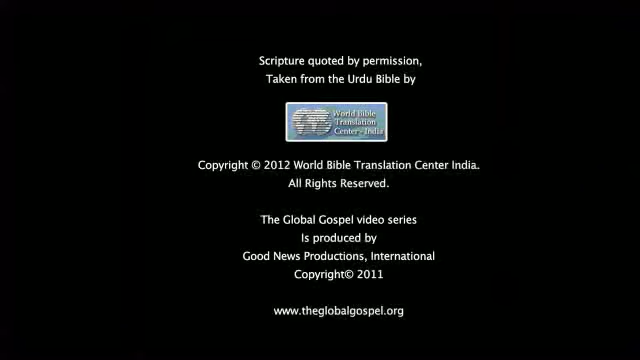 Scripture quoted by permission,
Taken from the Urdu Bible by
World Bible
Translation
Center - India
Copyright © 2012 World Bible Translation Center India.
All Rights Reserved.
The Global Gospel video series
Is produced by
Good News Productions, International
Copyright© 2011
www.theglobalgospel.org